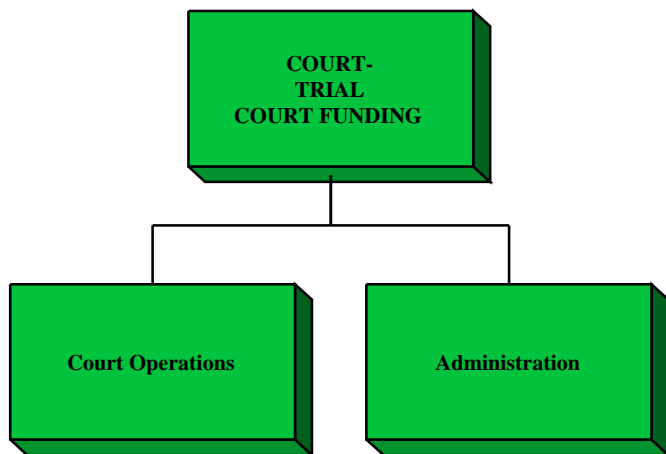 COURT-
TRIAL
COURT FUNDING
Court Operations
Administration